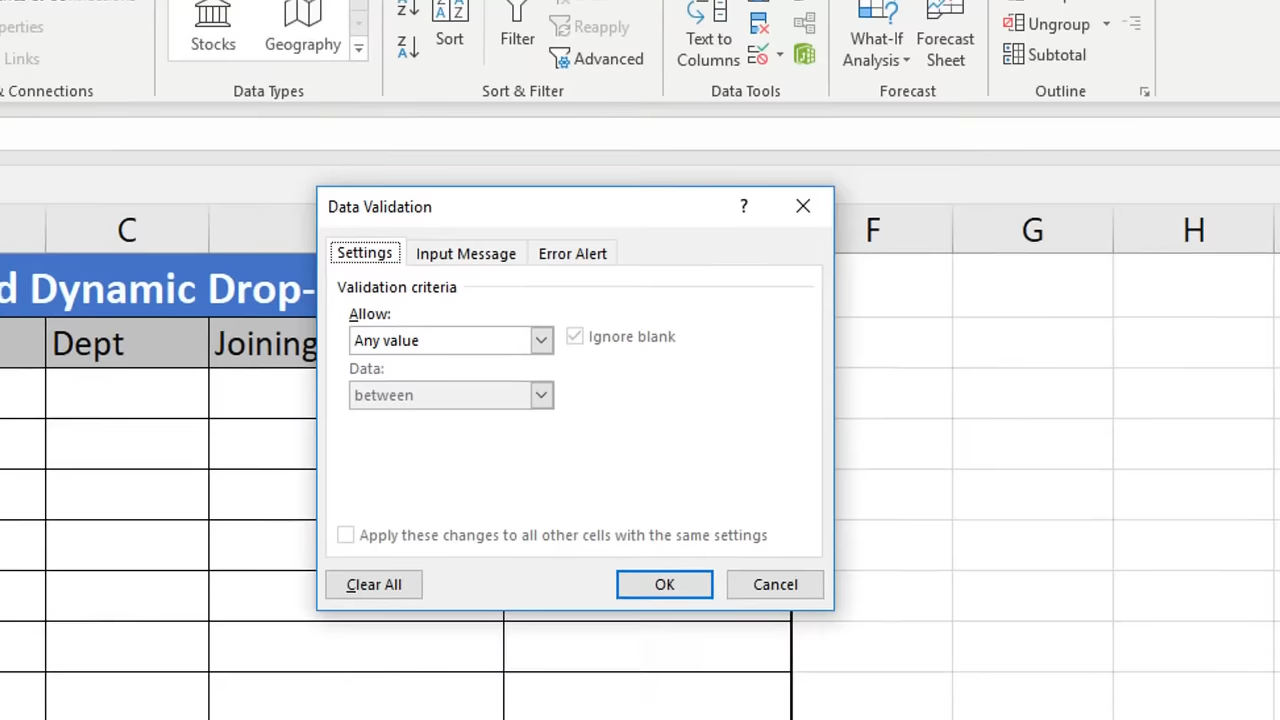 Stocks
Geography
Sort
Filter
Reapply
Advanced
Text to
Columns
What-If
Analysis
Forecast
Sheet
Ungroup
Subtotal
Links
& Connections
Data Types
Sort & Filter
Data Tools
Forecast
Outline
C
F
G
H
d Dynamic Drop-
Dept
Joining
Data Validation
?
Settings
Input Message
Error Alert
Validation criteria
Allow:
Any value
Ignore blank
Data:
between
Apply these changes to all other cells with the same settings
Clear All
OK
Cancel